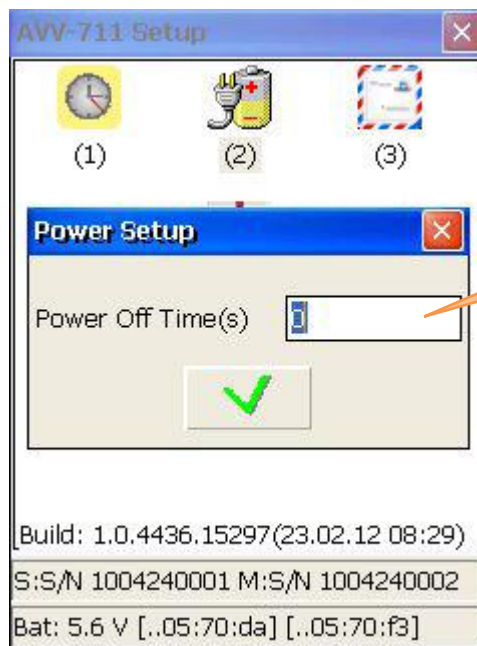 AVV-711 Setup
(1) (2) (3)
Power Setup
Power Off Time(s) 0
Build: 1.0.4436.15297(23.02.12 08:29)
S:S/N 1004240001 M:S/N 1004240002
Bat: 5.6 V [..05:70:da] [..05:70:f3]